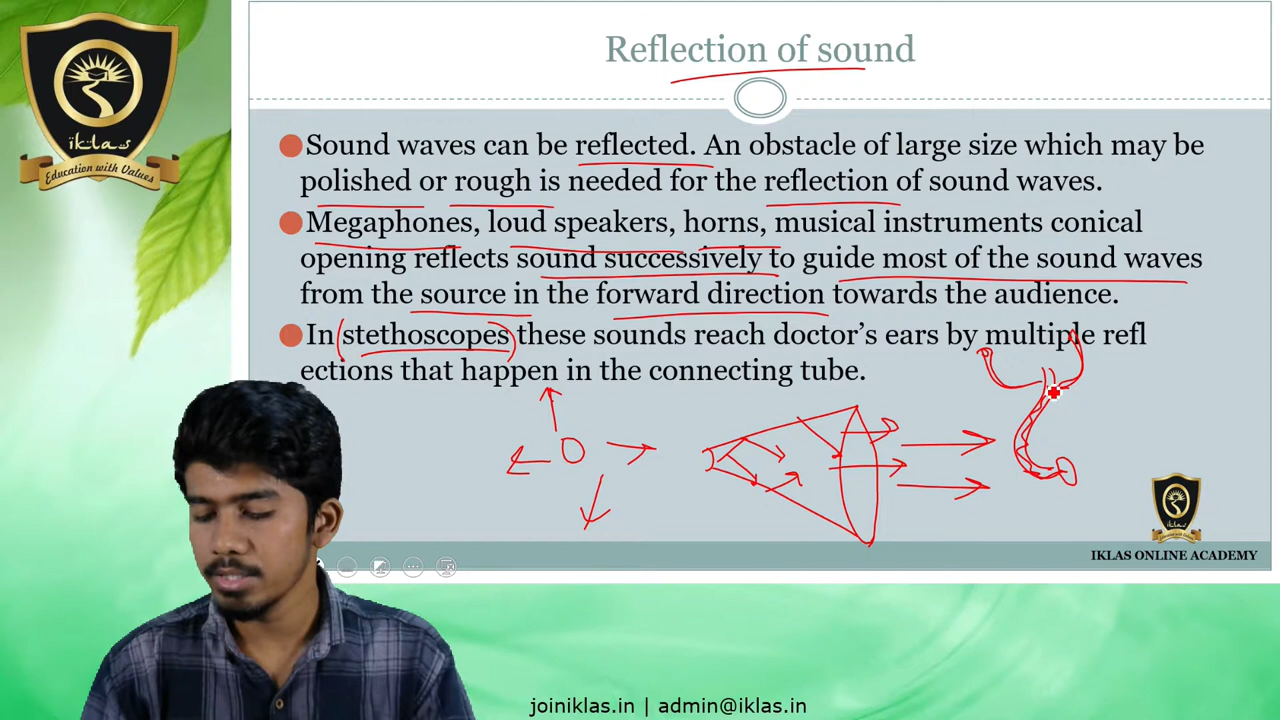 iklas
Education with Values
Reflection of sound
Sound waves can be reflected. An obstacle of large size which may be
polished or rough is needed for the reflection of sound waves.
Megaphones, loud speakers, horns, musical instruments conical
opening reflects sound successively to guide most of the sound waves
from the source in the forward direction towards the audience.
In stethoscopes these sounds reach doctor's ears by multiple refl
ections that happen in the connecting tube.
iklas
IKLAS ONLINE ACADEMY
joiniklas.in | admin@iklas.in